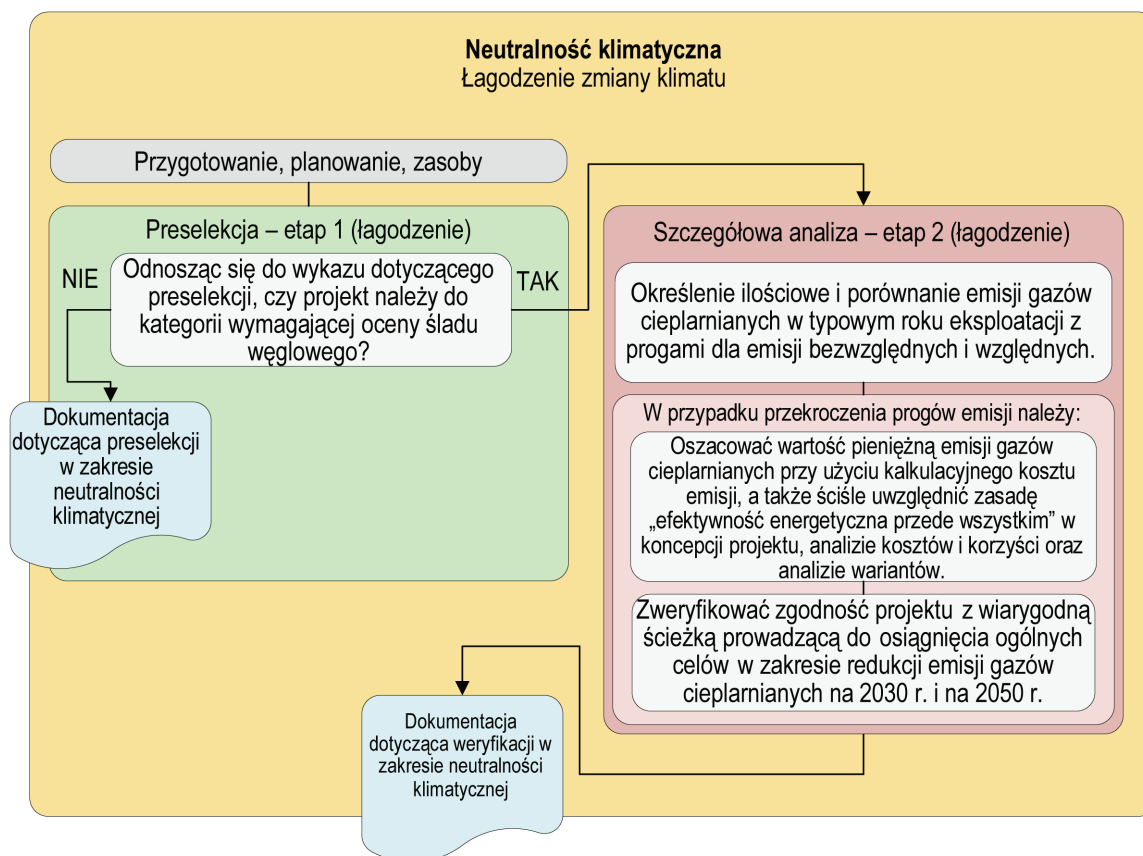 Neutralność klimatyczna
Łagodzenie zmiany klimatu
Przygotowanie, planowanie, zasoby
Preselekcja – etap 1 (łagodzenie)
NIE
Odnosząc się do wykazu dotyczącego
preselekcji, czy projekt należy do
kategorii wymagającej oceny śladu
węglowego?
TAK
Dokumentacja
dotycząca preselekcji
w zakresie
neutralności
klimatycznej
Szczegółowa analiza – etap 2 (łagodzenie)
Określenie ilościowe i porównanie emisji gazów
cieplarnianych w typowym roku eksploatacji z
progami dla emisji bezwzględnych i względnych.
W przypadku przekroczenia progów emisji należy:
Oszacować wartość pieniężną emisji gazów
cieplarnianych przy użyciu kalkulacyjnego kosztu
emisji, a także ściśle uwzględnić zasadę
„efektywność energetyczna przede wszystkim” w
koncepcji projektu, analizie kosztów i korzyści oraz
analizie wariantów.
Zweryfikować zgodność projektu z wiarygodną
ścieżką prowadzącą do osiągnięcia ogólnych
celów w zakresie redukcji emisji gazów
cieplarnianych na 2030 r. i na 2050 r.
Dokumentacja
dotycząca weryfikacji w
zakresie neutralności
klimatycznej